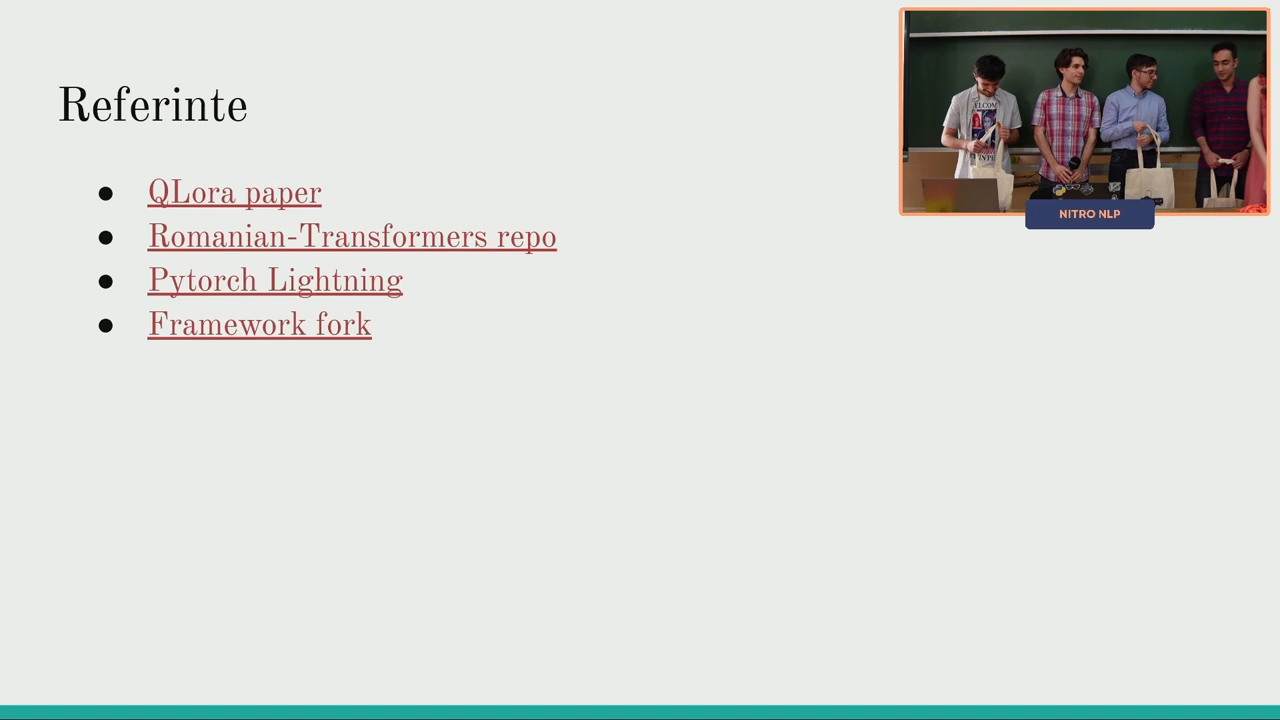 Referinte
QLora paper
Romanian-Transformers repo
Pytorch Lightning
Framework fork
NITRO NLP